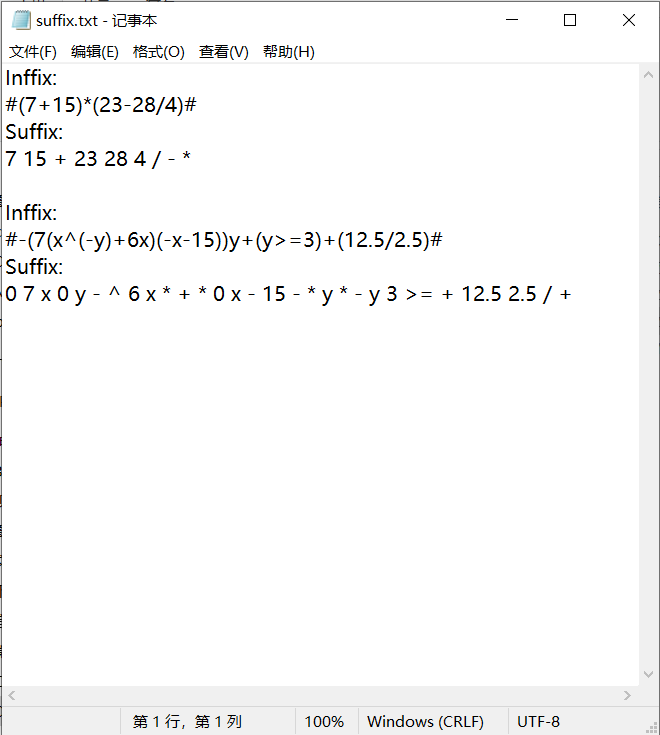 suffix.txt - 记事本
文件(F) 编辑(E) 格式(O) 查看(V) 帮助(H)
Inffix:
#(7+15)*(23-28/4)#
Suffix:
7 15 + 23 28 4 / - *
Inffix:
#-(7(x^(-y)+6x)(-x-15))y+(y>=3)+(12.5/2.5)#
Suffix:
0 7 x 0 y - ^ 6 x * + * 0 x - 15 - * y * - y 3 >= + 12.5 2.5 / +
第 1 行，第 1 列 100% Windows (CRLF) UTF-8